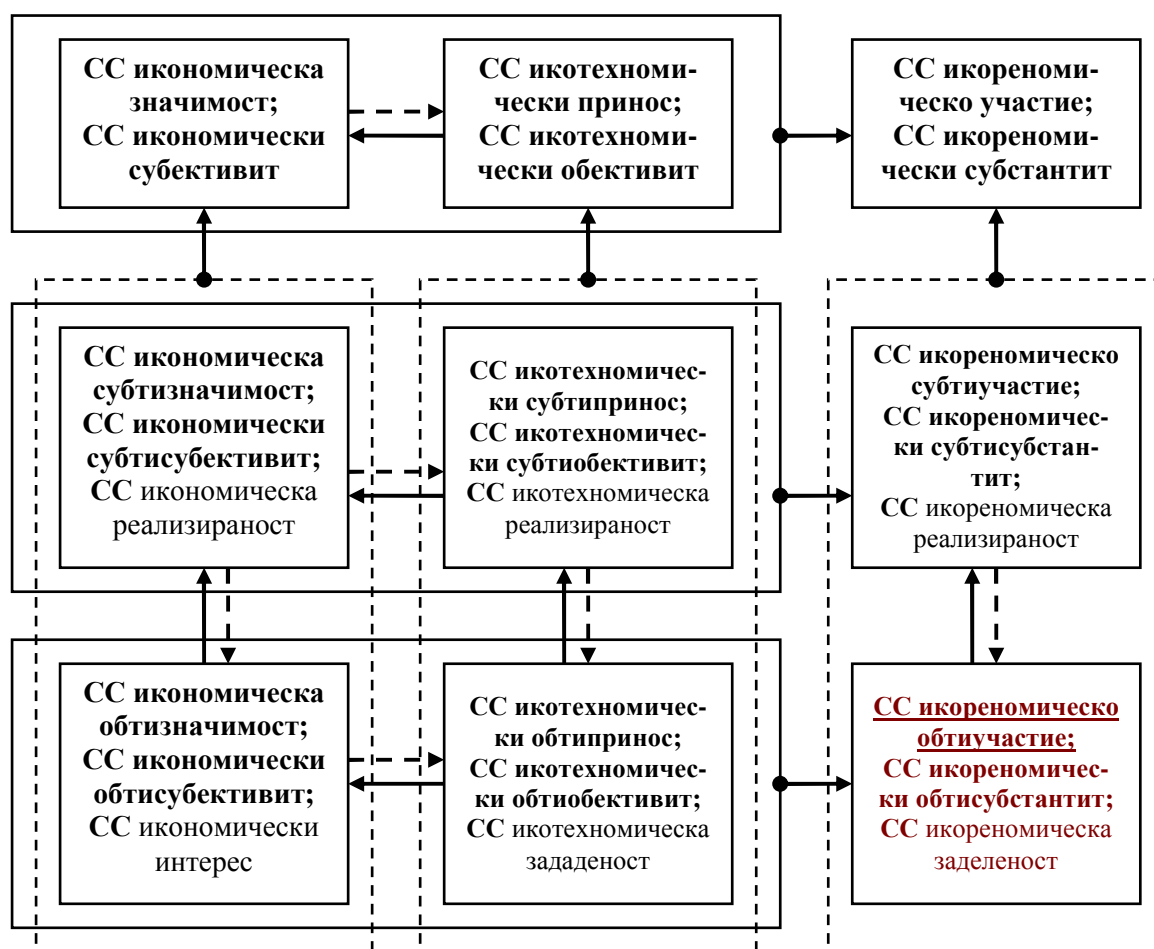 СС икономическа
значимост;
СС икономически
субективит
СС икотехноми-
чески принос;
СС икотехноми-
чески обективит
СС икореноми-
ческо участие;
СС икореноми-
чески субстантит
СС икономическа
субтизначимост;
СС икономически
субтисубективит;
СС икономическа
реализираност
СС икотехномичес-
ки субтипринос;
СС икотехномичес-
ки субтиобективит;
СС икотехномическа
реализираност
СС икореномическо
субтиучастие;
СС икореномичес-
ки субтисубстан-
тит;
СС икореномическа
реализираност
СС икономическа
обтизначимост;
СС икономически
обтисубективит;
СС икономически
интерес
СС икотехномичес-
ки обтипринос;
СС икотехномичес-
ки обтиобективит;
СС икотехномическа
зададеност
СС икореномическо
обтиучастие;
СС икореномичес-
ки обтисубстантит;
СС икореномическа
заделеност